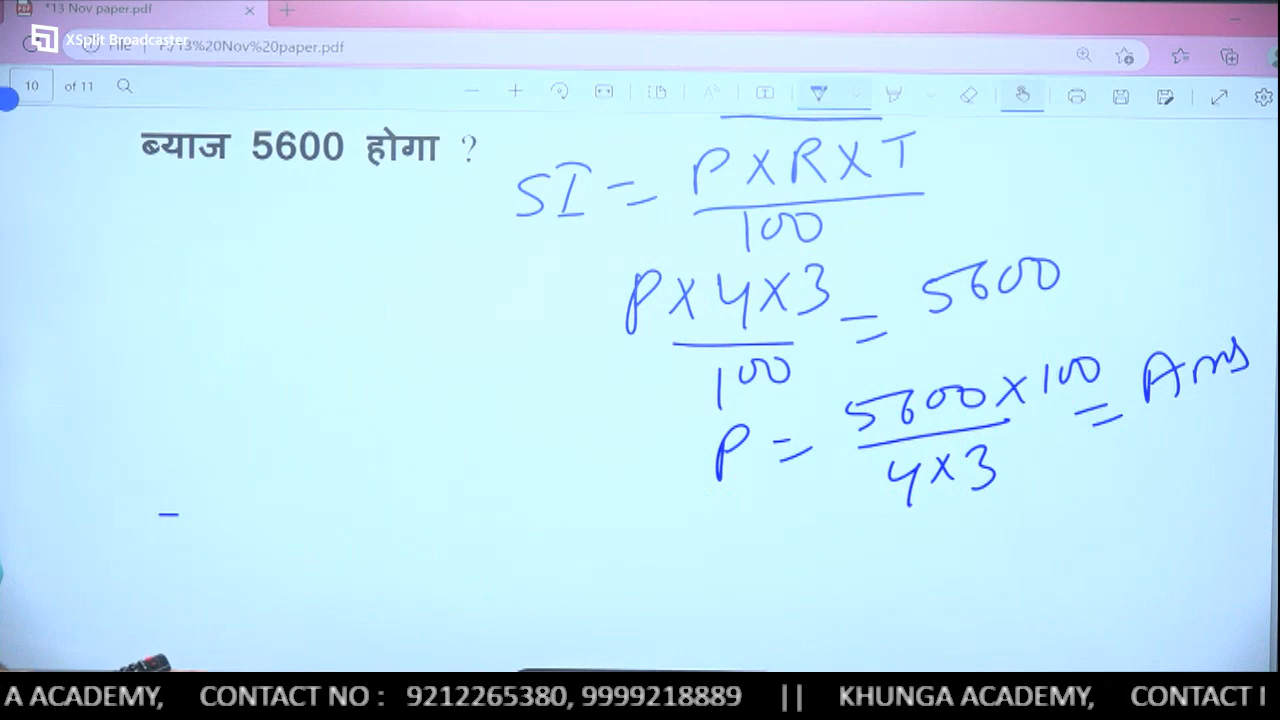 *13 Nov paper.pdf
XSplit Broadcaster
File
/13%20Nov%20paper.pdf
10 of 11
ब्याज 5600 होगा ?
SI = P X R X T
100
P X 4 X 3 = 5600
100
P = 5600 X 100 = Ans
4 X 3
A ACADEMY, CONTACT NO : 9212265380, 9999218889 || KHUNGA ACADEMY, CONTACT